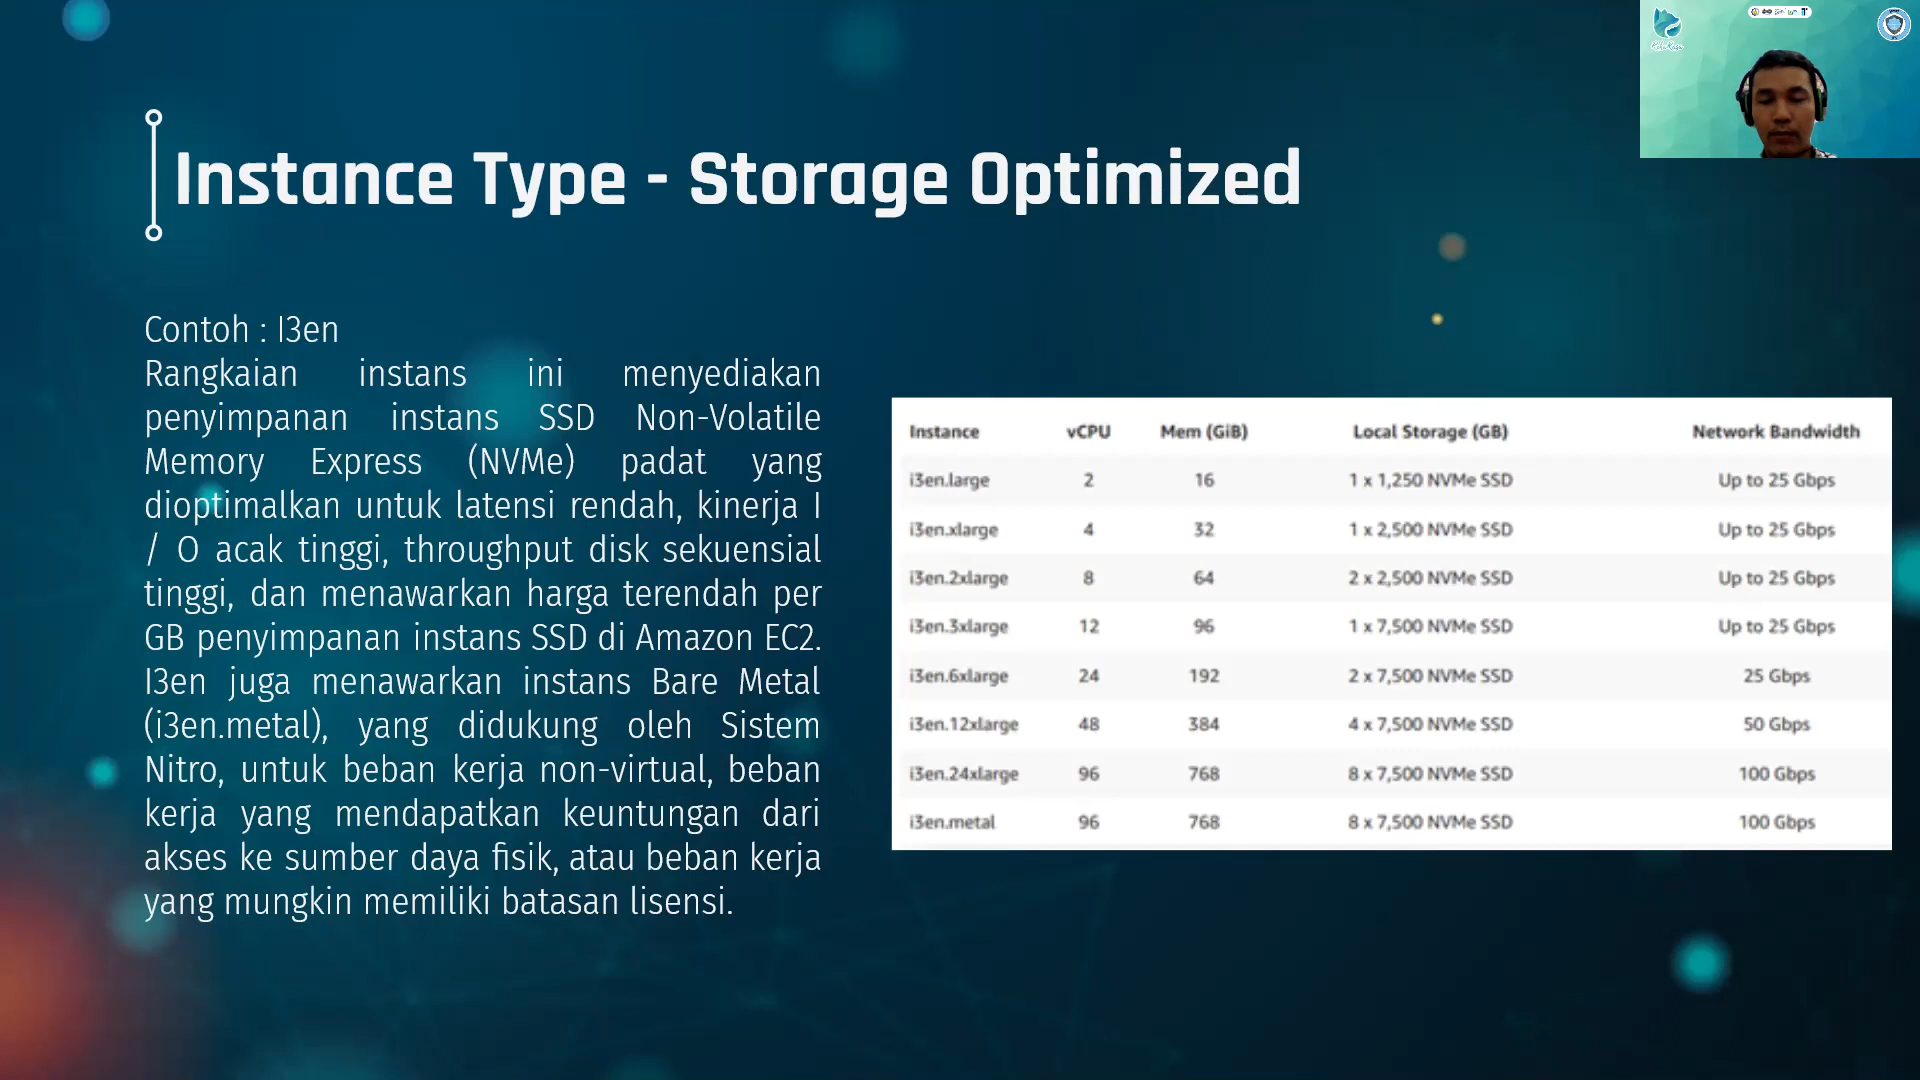 Instance Type - Storage Optimized
Contoh : I3en
Rangkaian instans ini menyediakan
penyimpanan instans SSD Non-Volatile
Memory Express (NVMe) padat yang
dioptimalkan untuk latensi rendah, kinerja I
/ O acak tinggi, throughput disk sekuensial
tinggi, dan menawarkan harga terendah per
GB penyimpanan instans SSD di Amazon EC2.
I3en juga menawarkan instans Bare Metal
(i3en.metal), yang didukung oleh Sistem
Nitro, untuk beban kerja non-virtual, beban
kerja yang mendapatkan keuntungan dari
akses ke sumber daya fisik, atau beban kerja
yang mungkin memiliki batasan lisensi.
Instance vCPU Mem (GiB) Local Storage (GB) Network Bandwidth
i3en.large 2 16 1 x 1,250 NVMe SSD Up to 25 Gbps
i3en.xlarge 4 32 1 x 2,500 NVMe SSD Up to 25 Gbps
i3en.2xlarge 8 64 2 x 2,500 NVMe SSD Up to 25 Gbps
i3en.3xlarge 12 96 1 x 7,500 NVMe SSD Up to 25 Gbps
i3en.6xlarge 24 192 2 x 7,500 NVMe SSD 25 Gbps
i3en.12xlarge 48 384 4 x 7,500 NVMe SSD 50 Gbps
i3en.24xlarge 96 768 8 x 7,500 NVMe SSD 100 Gbps
i3en.metal 96 768 8 x 7,500 NVMe SSD 100 Gbps